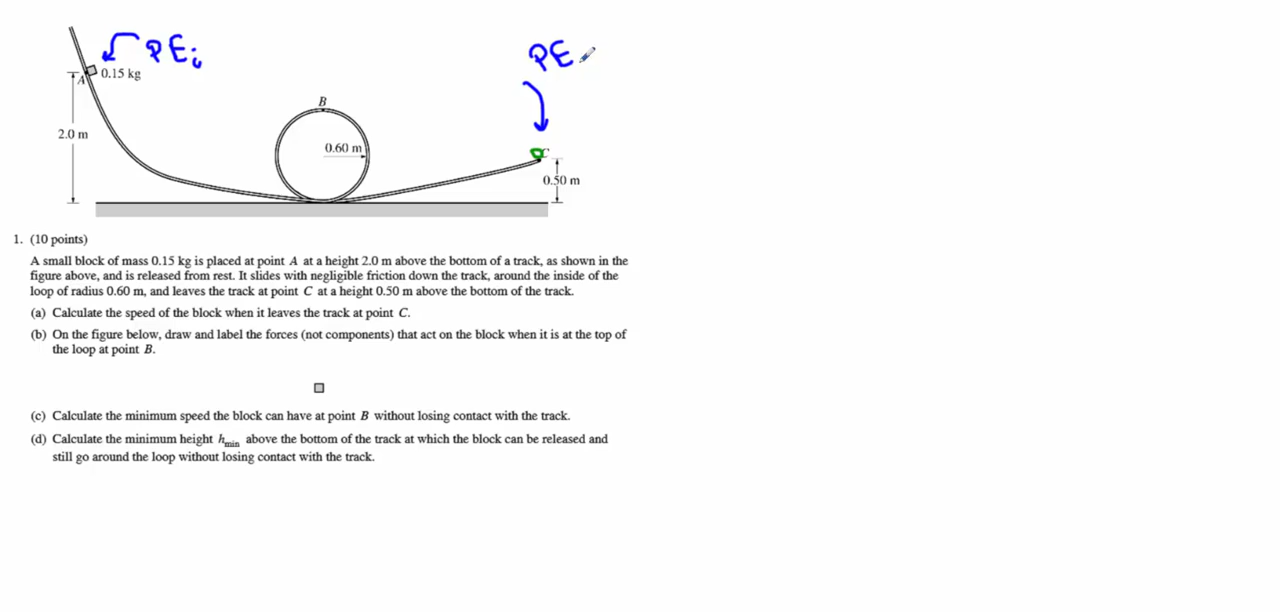 PEi
PE
A
0.15 kg
B
2.0 m
0.60 m
C
0.50 m
1. (10 points)
A small block of mass 0.15 kg is placed at point A at a height 2.0 m above the bottom of a track, as shown in the
figure above, and is released from rest. It slides with negligible friction down the track, around the inside of the
loop of radius 0.60 m, and leaves the track at point C at a height 0.50 m above the bottom of the track.
(a) Calculate the speed of the block when it leaves the track at point C.
(b) On the figure below, draw and label the forces (not components) that act on the block when it is at the top of
the loop at point B.
(c) Calculate the minimum speed the block can have at point B without losing contact with the track.
(d) Calculate the minimum height hmin above the bottom of the track at which the block can be released and
still go around the loop without losing contact with the track.